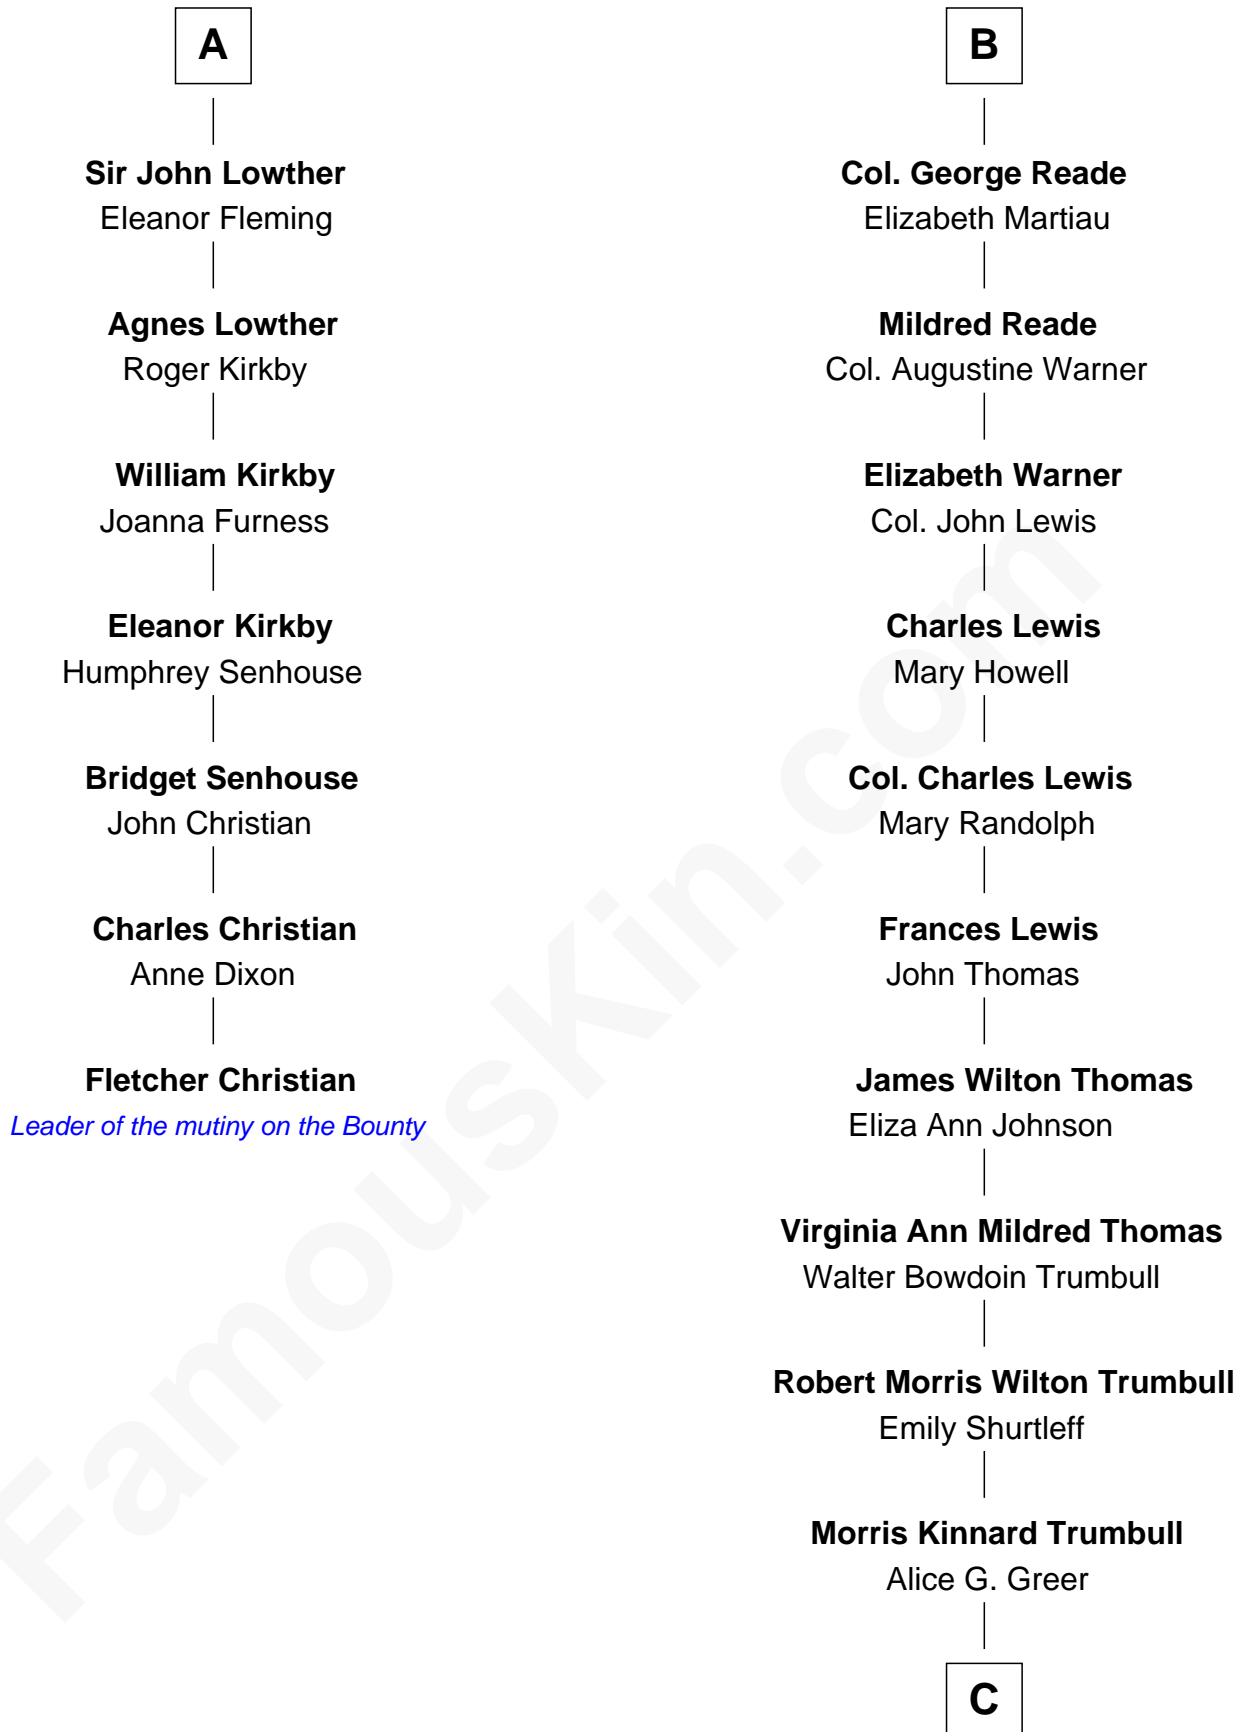 A
Sir John Lowther
Eleanor Fleming
Agnes Lowther
Roger Kirkby
William Kirkby
Joanna Furness
Eleanor Kirkby
Humphrey Senhouse
Bridget Senhouse
John Christian
Charles Christian
Anne Dixon
Fletcher Christian
Leader of the mutiny on the Bounty
B
Col. George Reade
Elizabeth Martiau
Mildred Reade
Col. Augustine Warner
Elizabeth Warner
Col. John Lewis
Charles Lewis
Mary Howell
Col. Charles Lewis
Mary Randolph
Frances Lewis
John Thomas
James Wilton Thomas
Eliza Ann Johnson
Virginia Ann Mildred Thomas
Walter Bowdoin Trumbull
Robert Morris Wilton Trumbull
Emily Shurtleff
Morris Kinnard Trumbull
Alice G. Greer
C
FamousKin.com